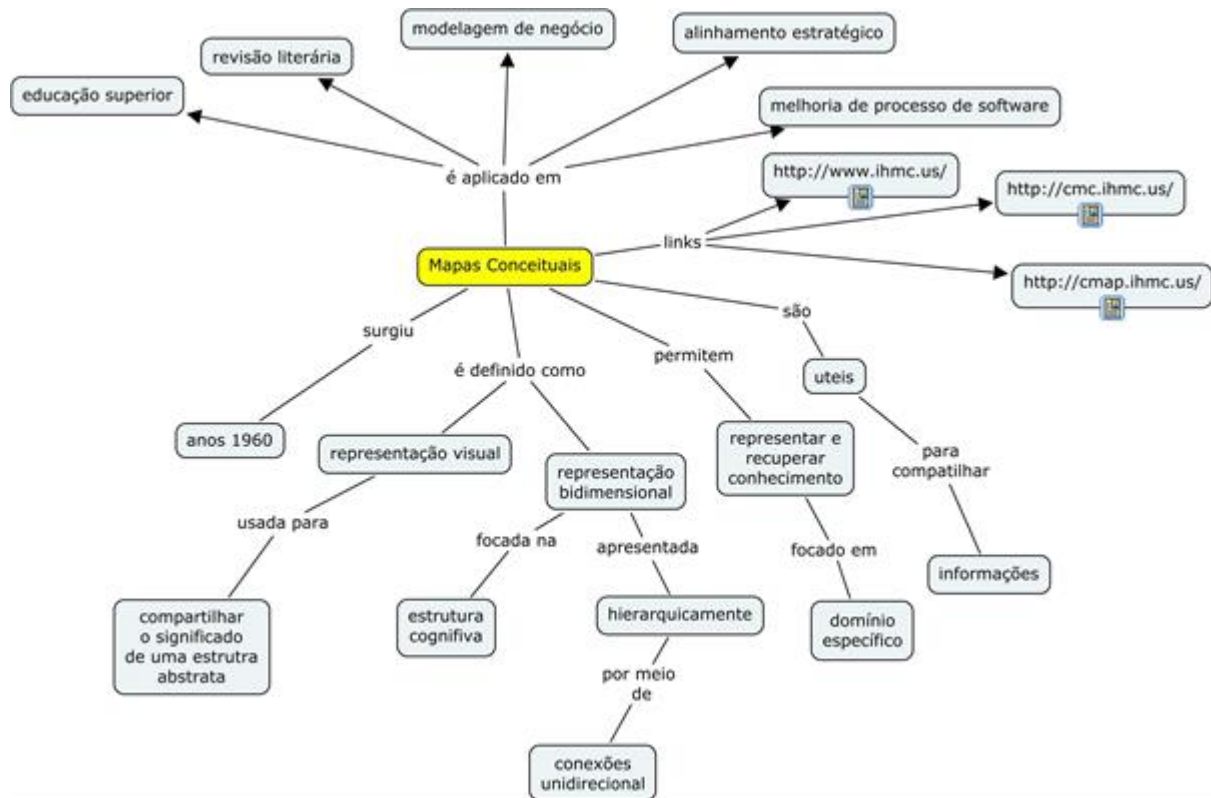 modelagem de negócio
alinhamento estratégico
revisão literária
educação superior
melhoria de processo de software
é aplicado em
http://www.ihmc.us/
http://cmc.ihmc.us/
links
Mapas Conceituais
http://cmap.ihmc.us/
são
surgiu
permitem
é definido como
uteis
anos 1960
representação visual
representação
bidimensional
representar e
recuperar
conhecimento
para
compatilhar
usada para
focada na
apresentada
focado em
informações
compartilhar
o significado
de uma estrutra
abstrata
estrutura
cognifiva
hierarquicamente
domínio
específico
por meio
de
conexões
unidirecional